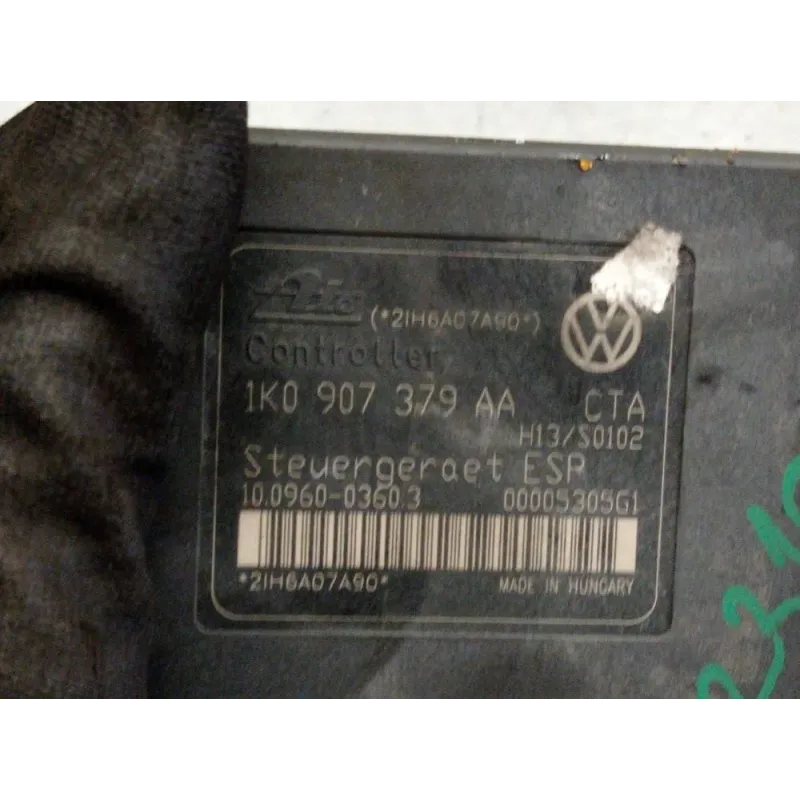 Ate (*2IH6A07A90*)
Controller
1K0 907 379 AA CTA
H13/S0102
Steuergeraet ESP
10.0960-0360.3 00005305G1
*2IH6A07A90* MADE IN HUNGARY